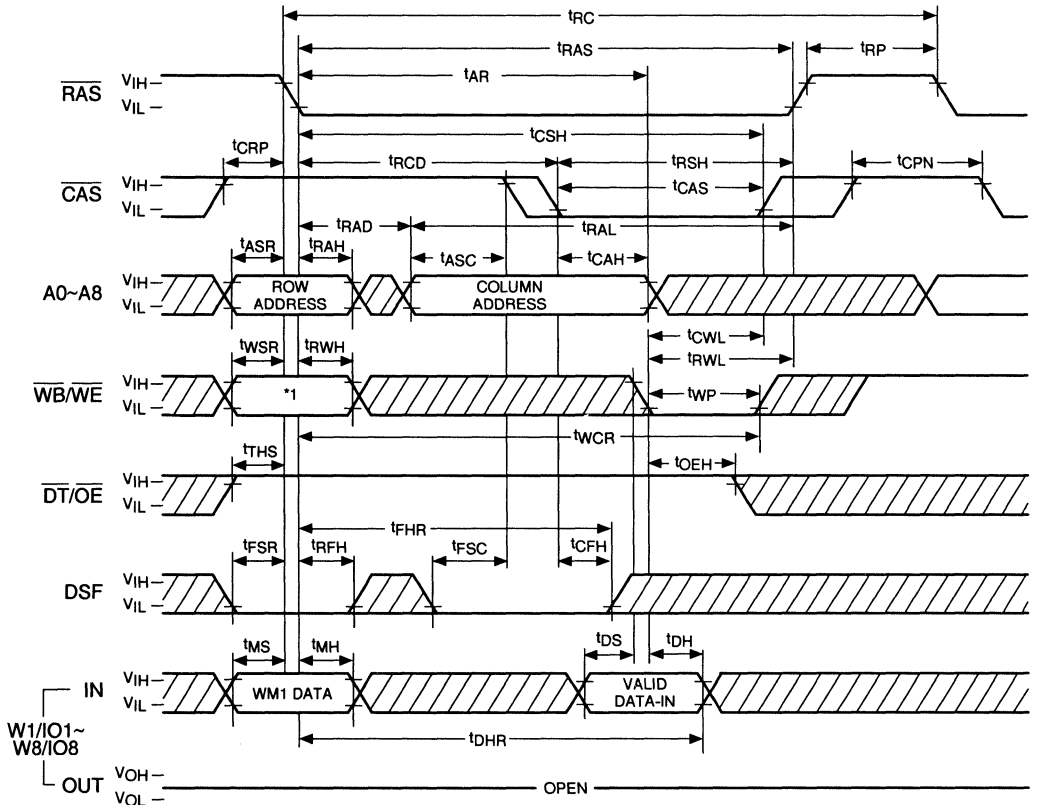 tRC
tRAS
tRP
tAR
RAS
VIH
VIL
tCSH
tCRP
tRCD
tRSH
tCPN
CAS
VIH
VIL
tCAS
tRAD
tRAL
tASR
tRAH
tASC
tCAH
A0~A8
VIH
VIL
ROW
ADDRESS
COLUMN
ADDRESS
tCWL
tRWL
tWSR
tRWH
WB/WE
VIH
VIL
*1
tWP
tWCR
tTHS
tOEH
DT/OE
VIH
VIL
tFHR
tFSR
tRFH
tFSC
tCFH
DSF
VIH
VIL
tMS
tMH
tDS
tDH
IN
VIH
VIL
WM1 DATA
VALID
DATA-IN
W1/IO1~
W8/IO8
tDHR
OUT
VOH
VOL
OPEN